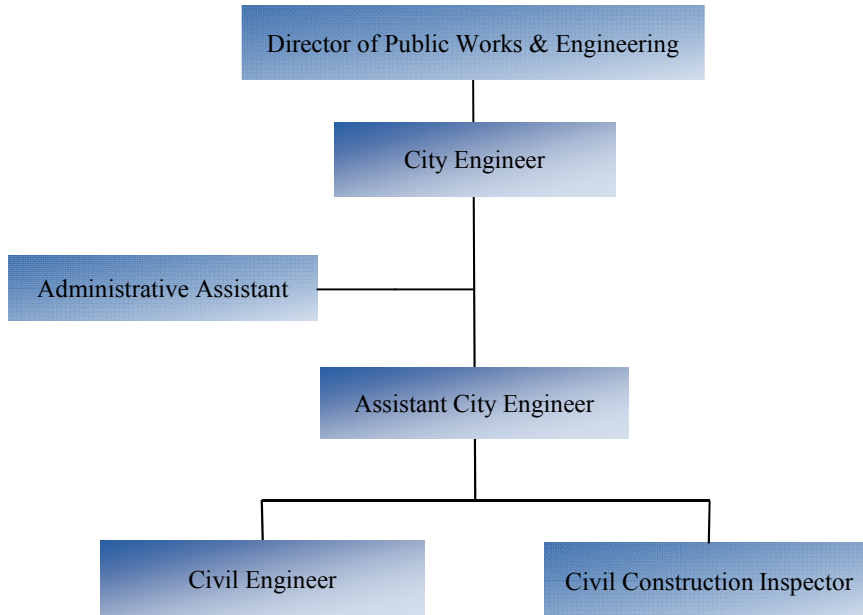 Director of Public Works & Engineering
City Engineer
Administrative Assistant
Assistant City Engineer
Civil Engineer
Civil Construction Inspector